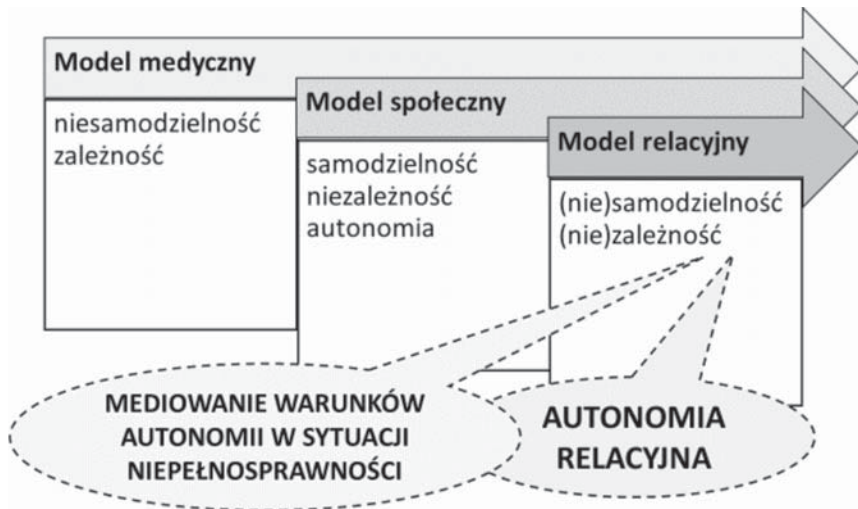 Model medyczny
niesamodzielność
zależność
Model społeczny
samodzielność
niezależność
autonomia
Model relacyjny
(nie)samodzielność
(nie)zależność
MEDIOWANIE WARUNKÓW
AUTONOMII W SYTUACJI
NIEPEŁNOSPRAWNOŚCI
AUTONOMIA
RELACYJNA